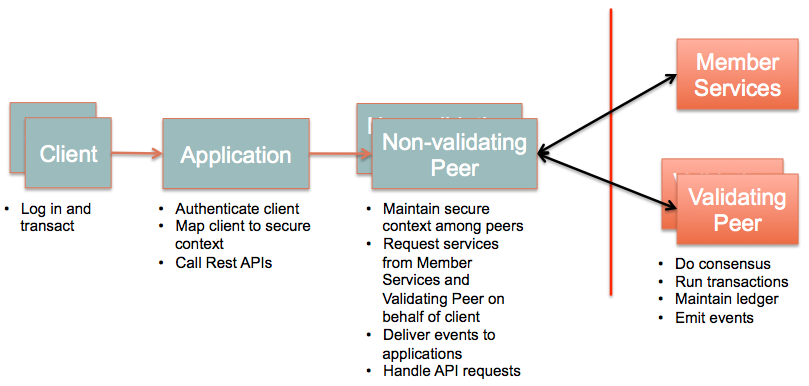 Member
Services
Client
Application
Non-validating
Peer
Validating
Peer
• Log in and
transact
• Authenticate client
• Map client to secure
context
• Call Rest APIs
• Maintain secure
context among peers
• Request services
from Member
Services and
Validating Peer on
behalf of client
• Deliver events to
applications
• Handle API requests
• Do consensus
• Run transactions
• Maintain ledger
• Emit events